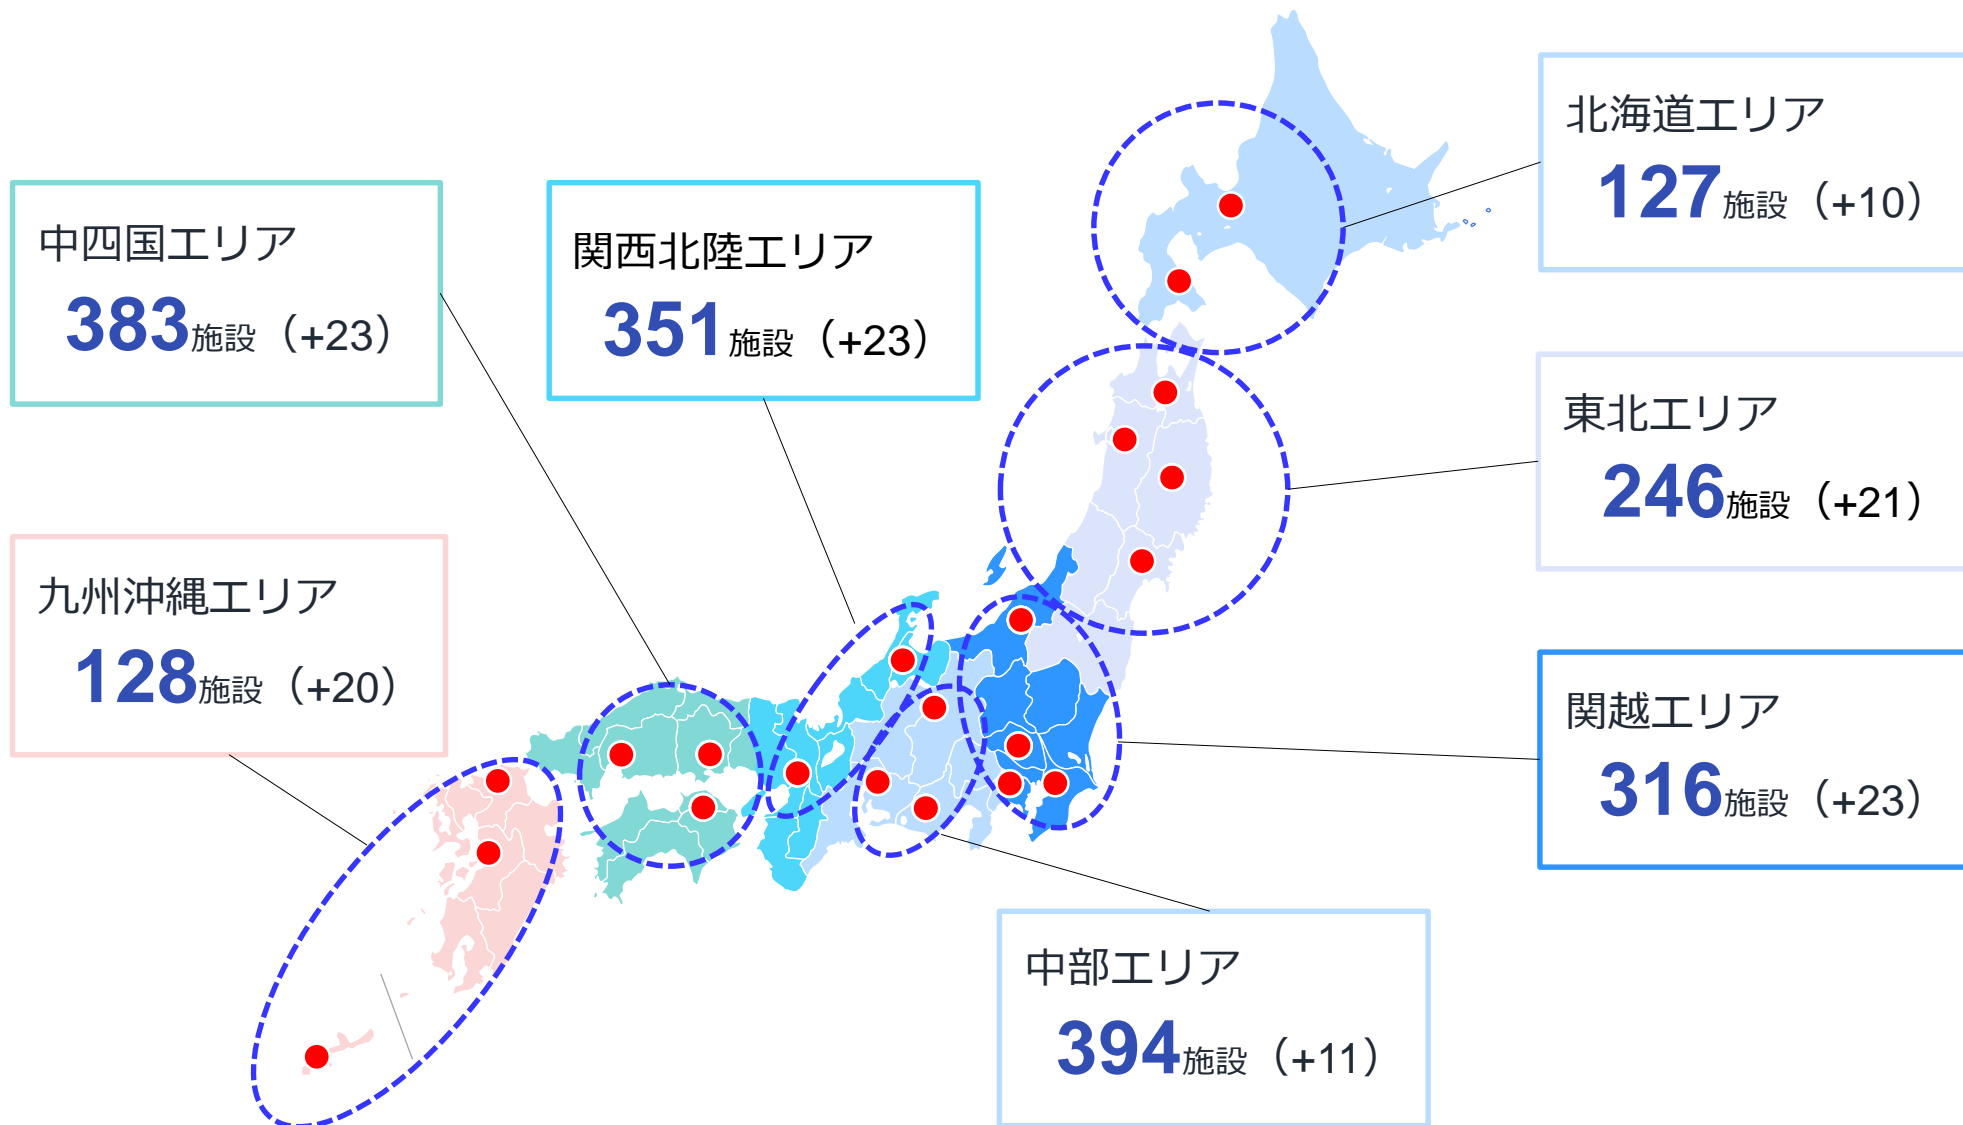 北海道エリア
127施設（+10）
中四国エリア
383施設（+23）
関西北陸エリア
351施設（+23）
東北エリア
246施設（+21）
九州沖縄エリア
128施設（+20）
関越エリア
316施設（+23）
中部エリア
394施設（+11）